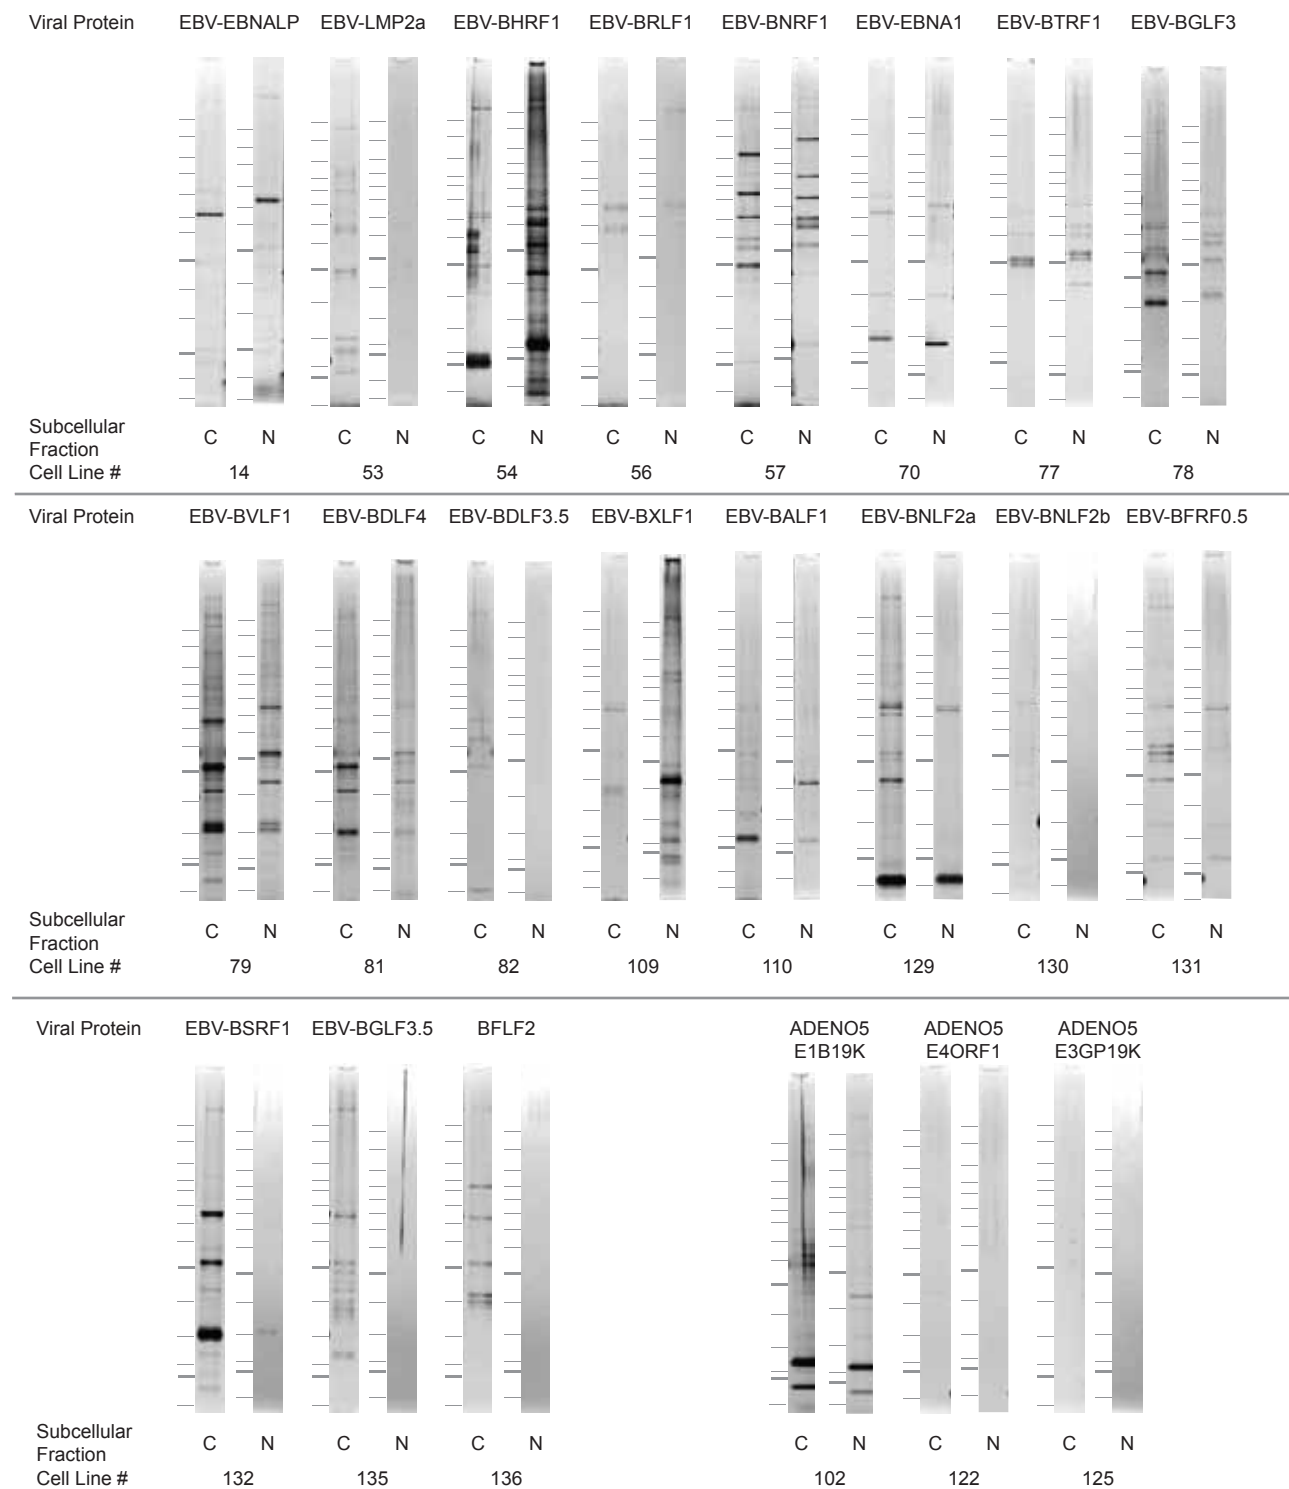 Viral Protein EBV-EBNALP EBV-LMP2a EBV-BHRF1 EBV-BRLF1 EBV-BNRF1 EBV-EBNA1 EBV-BTRF1 EBV-BGLF3
Subcellular
Fraction
C N C N C N C N C N C N C N C N
Cell Line # 14 53 54 56 57 70 77 78
Viral Protein EBV-BVLF1 EBV-BDLF4 EBV-BDLF3.5 EBV-BXLF1 EBV-BALF1 EBV-BNLF2a EBV-BNLF2b EBV-BFRF0.5
Subcellular
Fraction
C N C N C N C N C N C N C N C N
Cell Line # 79 81 82 109 110 129 130 131
Viral Protein EBV-BSRF1 EBV-BGLF3.5 BFLF2 ADENO5 ADENO5 ADENO5
E1B19K E4ORF1 E3GP19K
Subcellular
Fraction
C N C N C N C N C N C N
Cell Line # 132 135 136 102 122 125